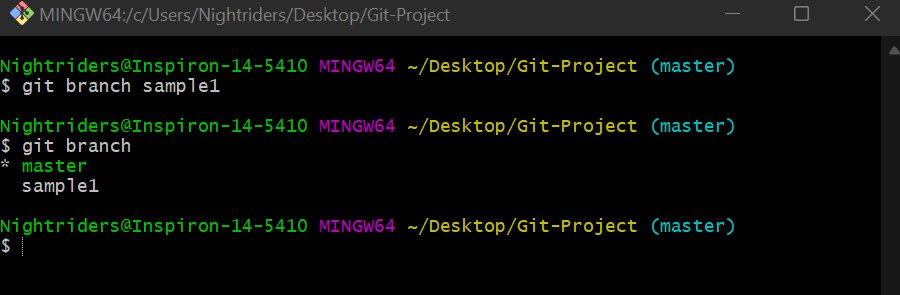 MINGW64:/c/Users/Nightriders/Desktop/Git-Project
Nightriders@Inspiron-14-5410 MINGW64 ~/Desktop/Git-Project (master)
$ git branch sample1
Nightriders@Inspiron-14-5410 MINGW64 ~/Desktop/Git-Project (master)
$ git branch
* master
  sample1
Nightriders@Inspiron-14-5410 MINGW64 ~/Desktop/Git-Project (master)
$